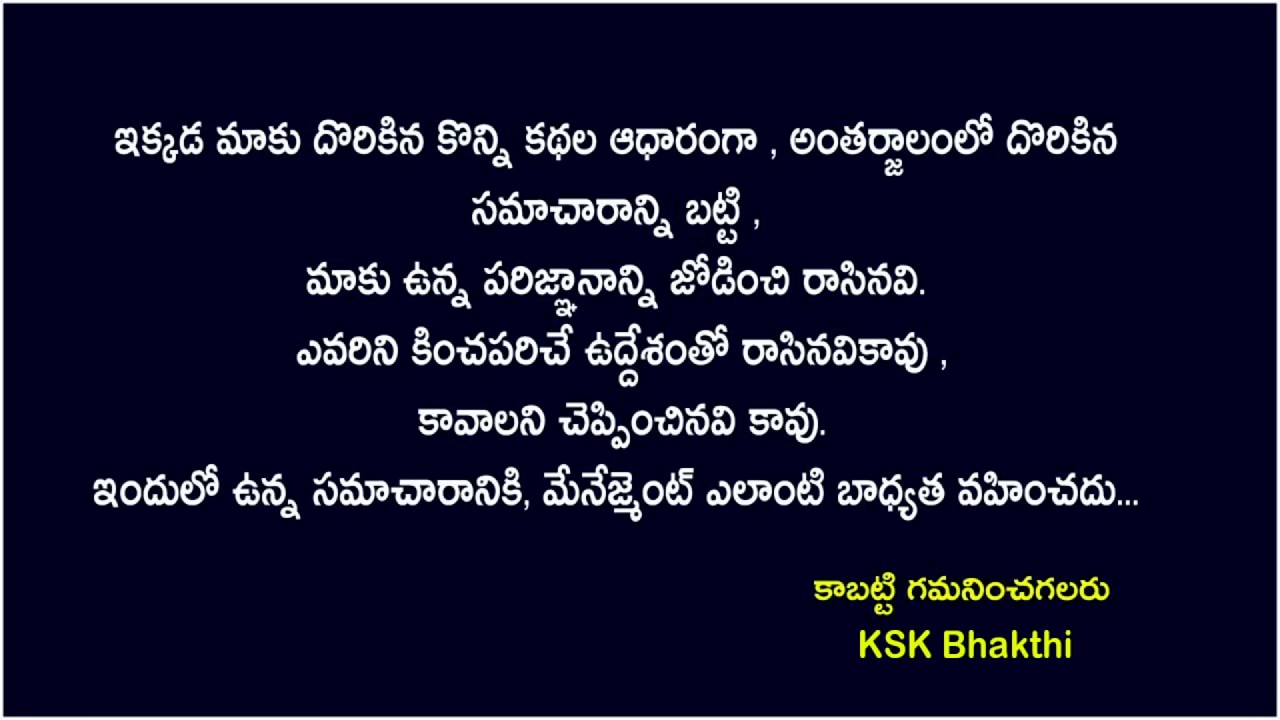 ఇక్కడ మాకు దొరికిన కొన్ని కథల ఆధారంగా , అంతర్జాలంలో దొరికిన
సమాచారాన్ని బట్టి ,
మాకు ఉన్న పరిజ్ఞానాన్ని జోడించి రాసినవి.
ఎవరిని కించపరిచే ఉద్దేశంతో రాసినవికావు ,
కావాలని చెప్పించినవి కావు.
ఇందులో ఉన్న సమాచారానికి, మేనేజ్మెంట్ ఎలాంటి బాధ్యత వహించదు...
కాబట్టి గమనించగలరు
KSK Bhakthi